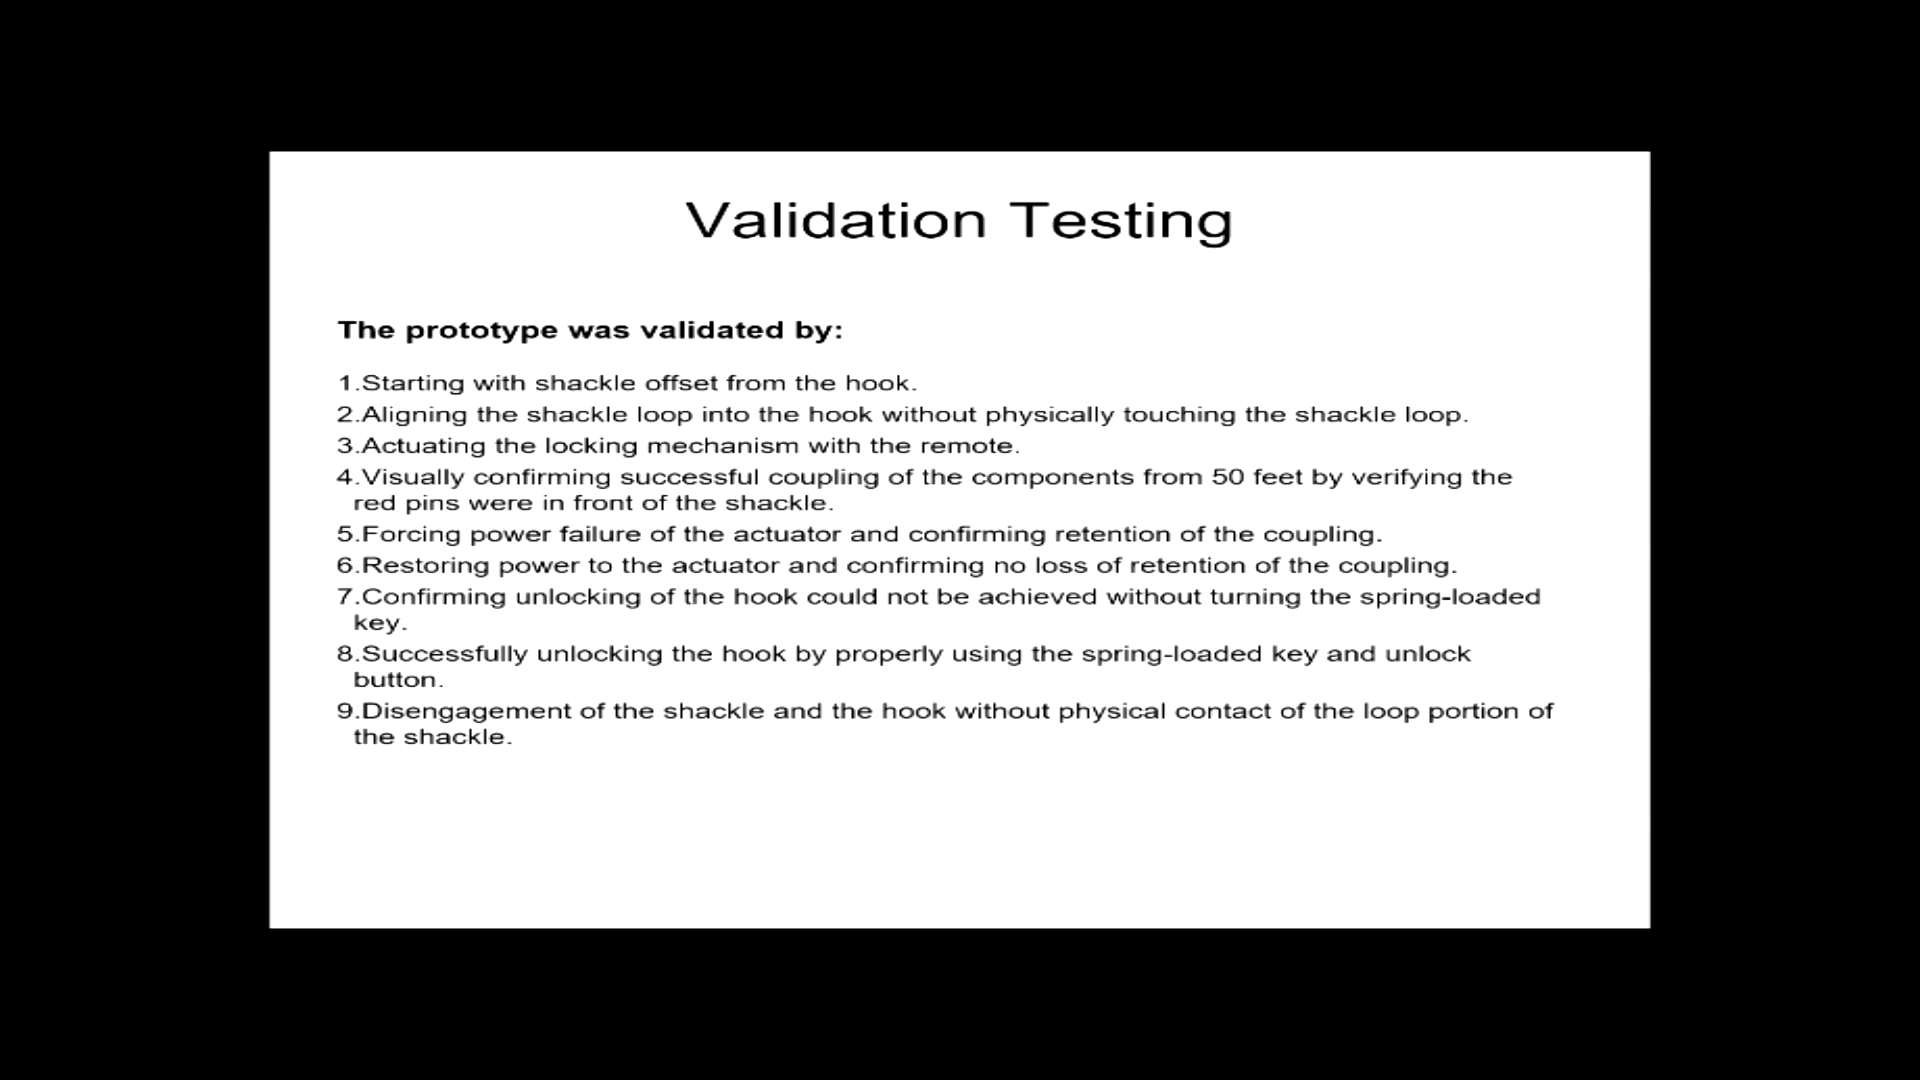 Validation Testing
The prototype was validated by:
1.Starting with shackle offset from the hook.
2.Aligning the shackle loop into the hook without physically touching the shackle loop.
3.Actuating the locking mechanism with the remote.
4.Visually confirming successful coupling of the components from 50 feet by verifying the
red pins were in front of the shackle.
5.Forcing power failure of the actuator and confirming retention of the coupling.
6.Restoring power to the actuator and confirming no loss of retention of the coupling.
7.Confirming unlocking of the hook could not be achieved without turning the spring-loaded
key.
8.Successfully unlocking the hook by properly using the spring-loaded key and unlock
button.
9.Disengagement of the shackle and the hook without physical contact of the loop portion of
the shackle.